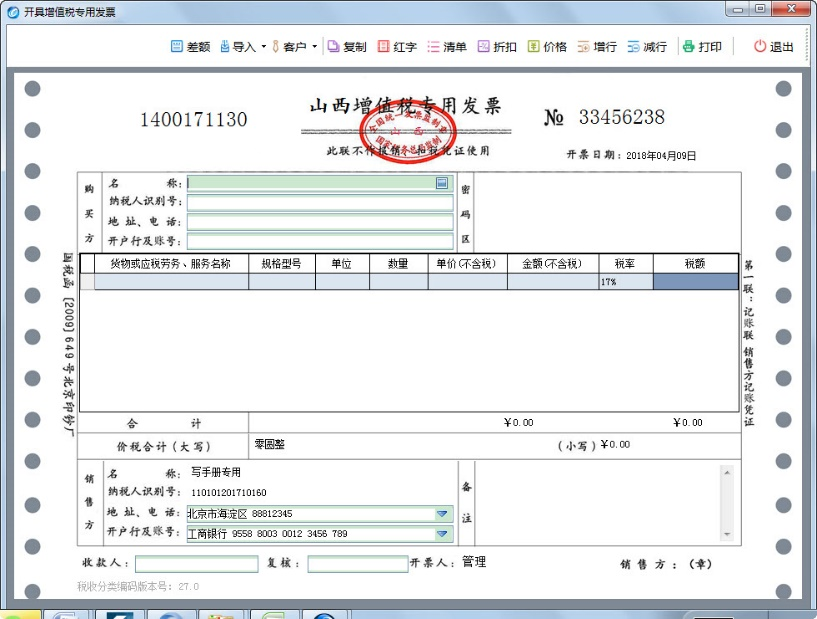 开具增值税专用发票
差额 导入 客户 复制 红字 清单 折扣 价格 增行 减行 打印 退出
1400171130
山西增值税专用发票
№ 33456238
全国统一发票监制章
山 西
国家税务总局监制
此联不作报销、扣税凭证使用
开票日期：2018年04月09日
购买方
名 称：
纳税人识别号：
地 址、电 话：
开户行及账号：
密码区
货物或应税劳务、服务名称 规格型号 单位 数量 单价(不含税) 金额(不含税) 税率 税额
17%
国税函[2009]649号北京印钞厂
第一联：记账联 销售方记账凭证
合 计 ￥0.00 ￥0.00
价税合计（大写） 零圆整 （小写）￥0.00
销售方
名 称： 写手册专用
纳税人识别号： 110101201710160
地 址、电 话： 北京市海淀区 88812345
开户行及账号： 工商银行 9558 8003 0012 3456 789
备注
收款人： 复核： 开票人：管理 销售方：（章）
税收分类编码版本号：27.0